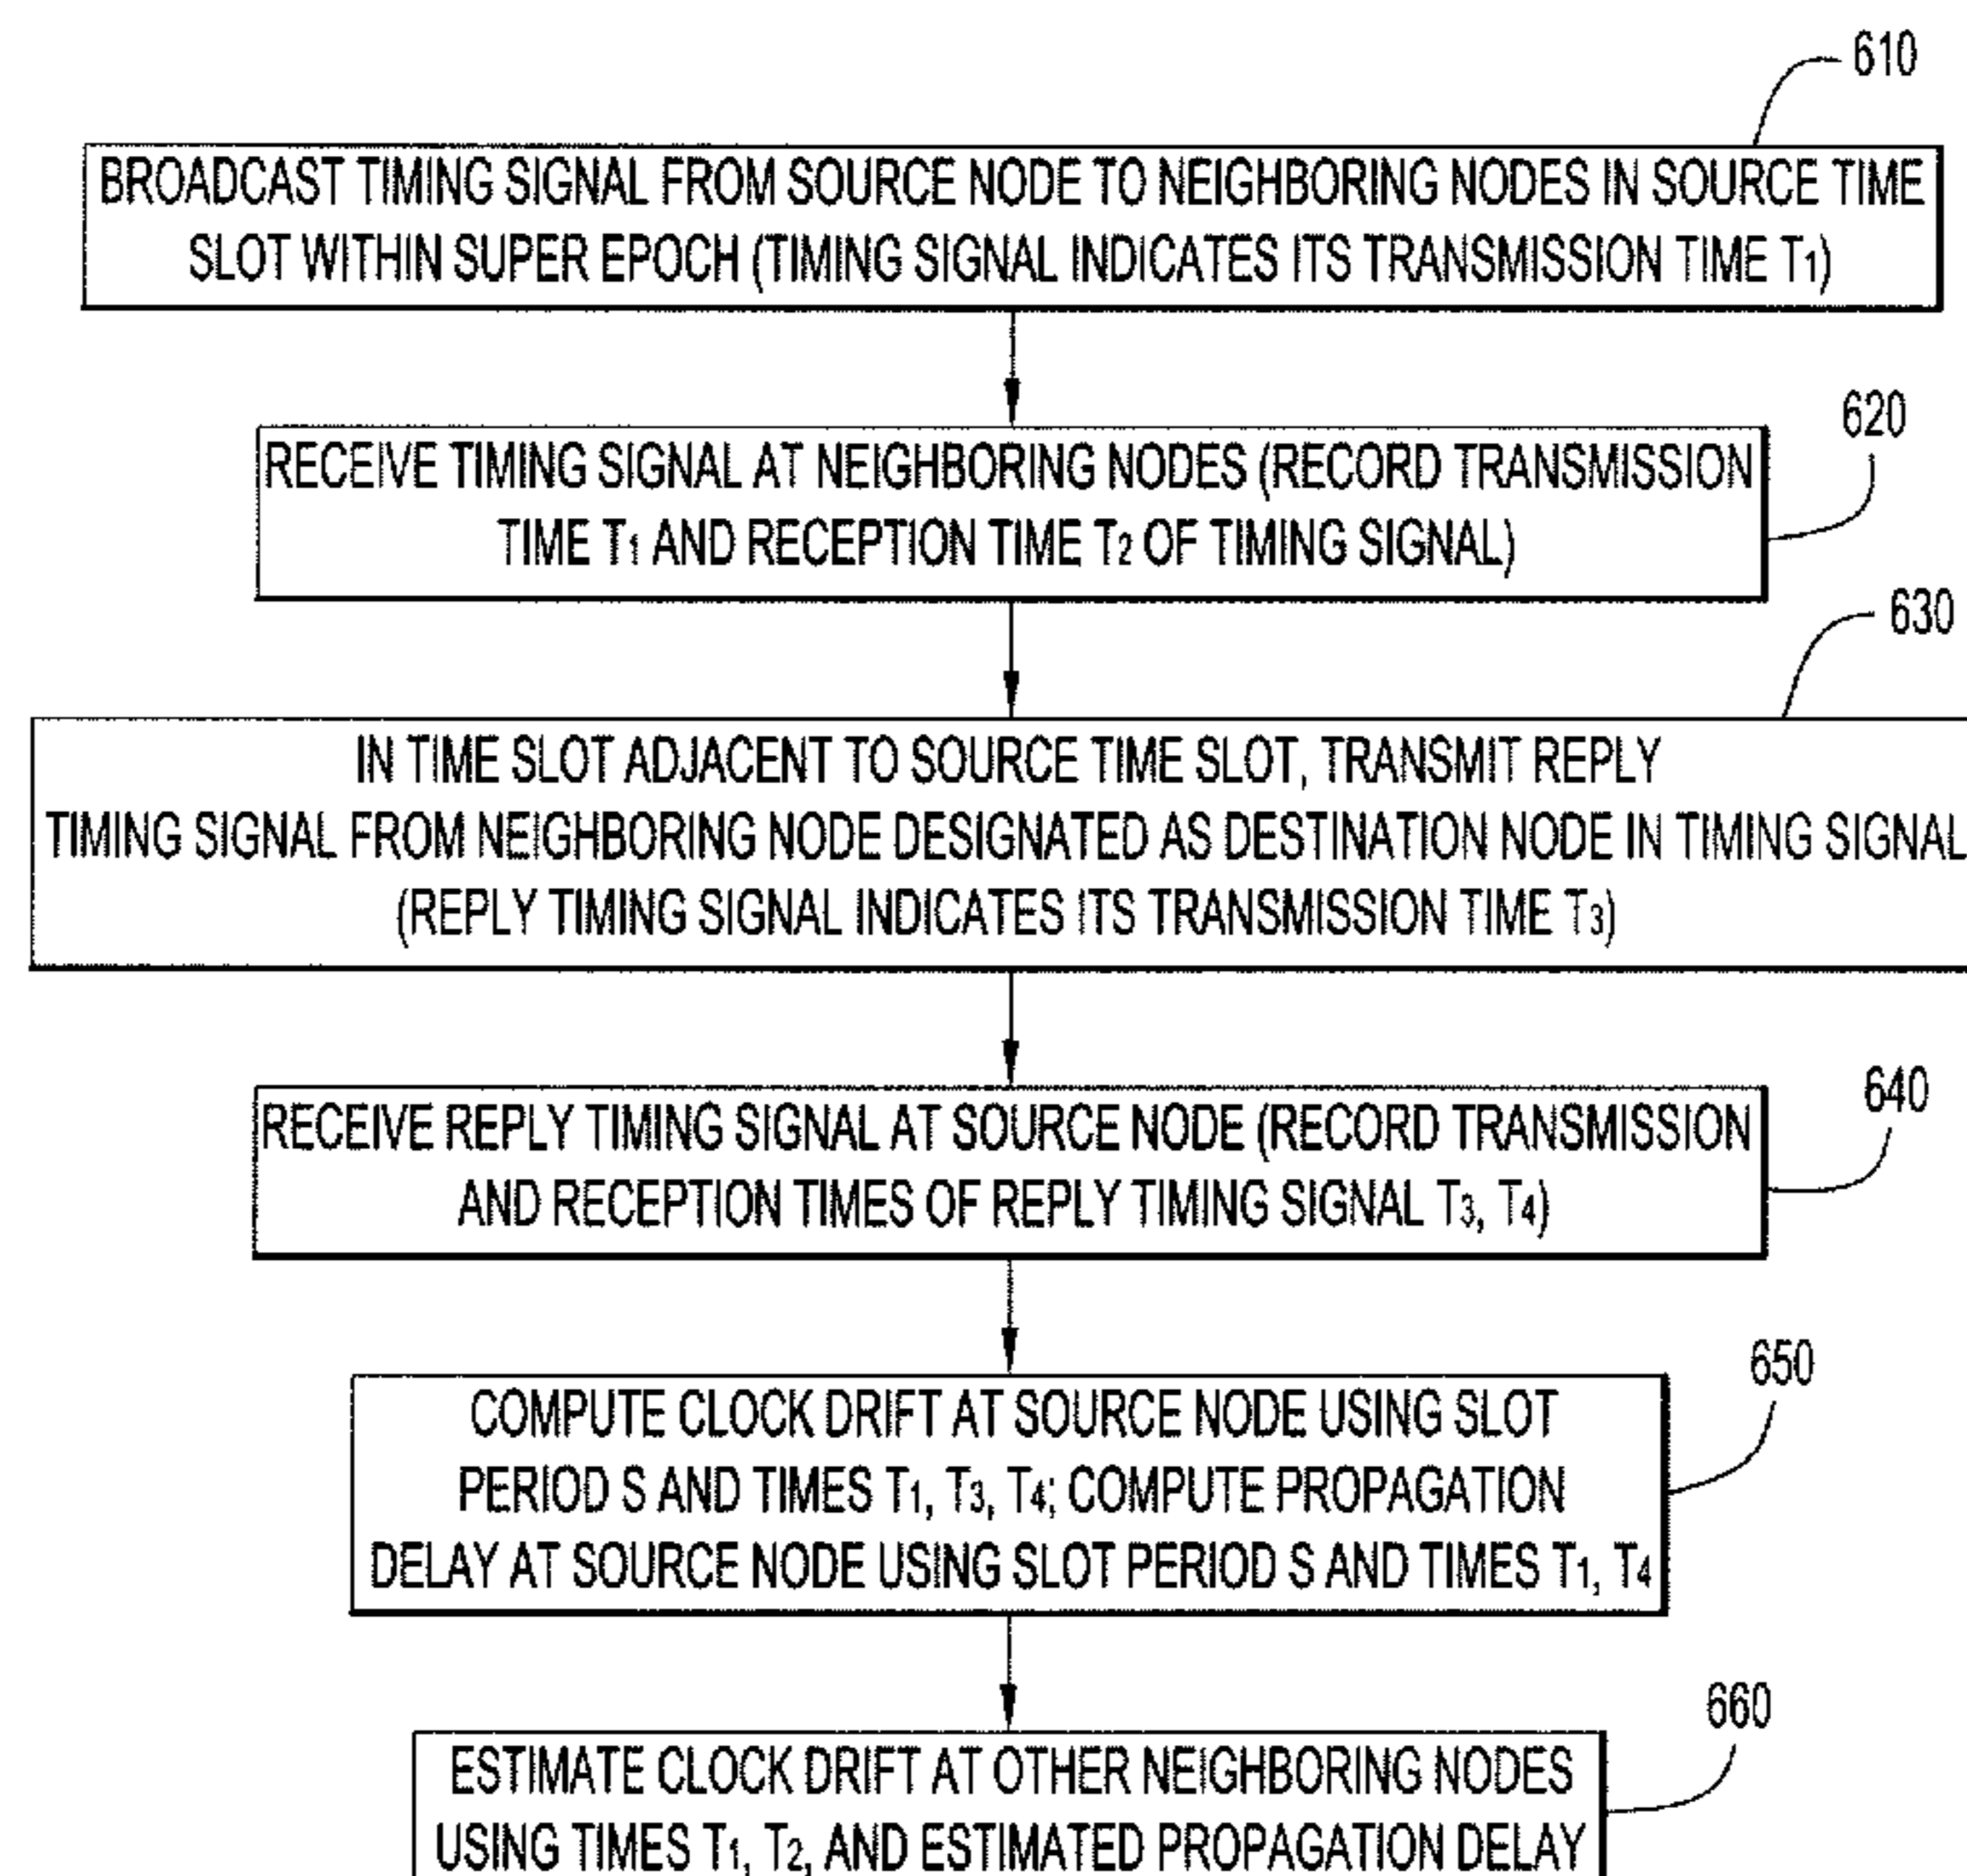 610
BROADCAST TIMING SIGNAL FROM SOURCE NODE TO NEIGHBORING NODES IN SOURCE TIME
SLOT WITHIN SUPER EPOCH (TIMING SIGNAL INDICATES ITS TRANSMISSION TIME T₁)
620
RECEIVE TIMING SIGNAL AT NEIGHBORING NODES (RECORD TRANSMISSION
TIME T₁ AND RECEPTION TIME T₂ OF TIMING SIGNAL)
630
IN TIME SLOT ADJACENT TO SOURCE TIME SLOT, TRANSMIT REPLY
TIMING SIGNAL FROM NEIGHBORING NODE DESIGNATED AS DESTINATION NODE IN TIMING SIGNAL
(REPLY TIMING SIGNAL INDICATES ITS TRANSMISSION TIME T₃)
640
RECEIVE REPLY TIMING SIGNAL AT SOURCE NODE (RECORD TRANSMISSION
AND RECEPTION TIMES OF REPLY TIMING SIGNAL T₃, T₄)
650
COMPUTE CLOCK DRIFT AT SOURCE NODE USING SLOT
PERIOD S AND TIMES T₁, T₃, T₄; COMPUTE PROPAGATION
DELAY AT SOURCE NODE USING SLOT PERIOD S AND TIMES T₁, T₄
660
ESTIMATE CLOCK DRIFT AT OTHER NEIGHBORING NODES
USING TIMES T₁, T₂, AND ESTIMATED PROPAGATION DELAY